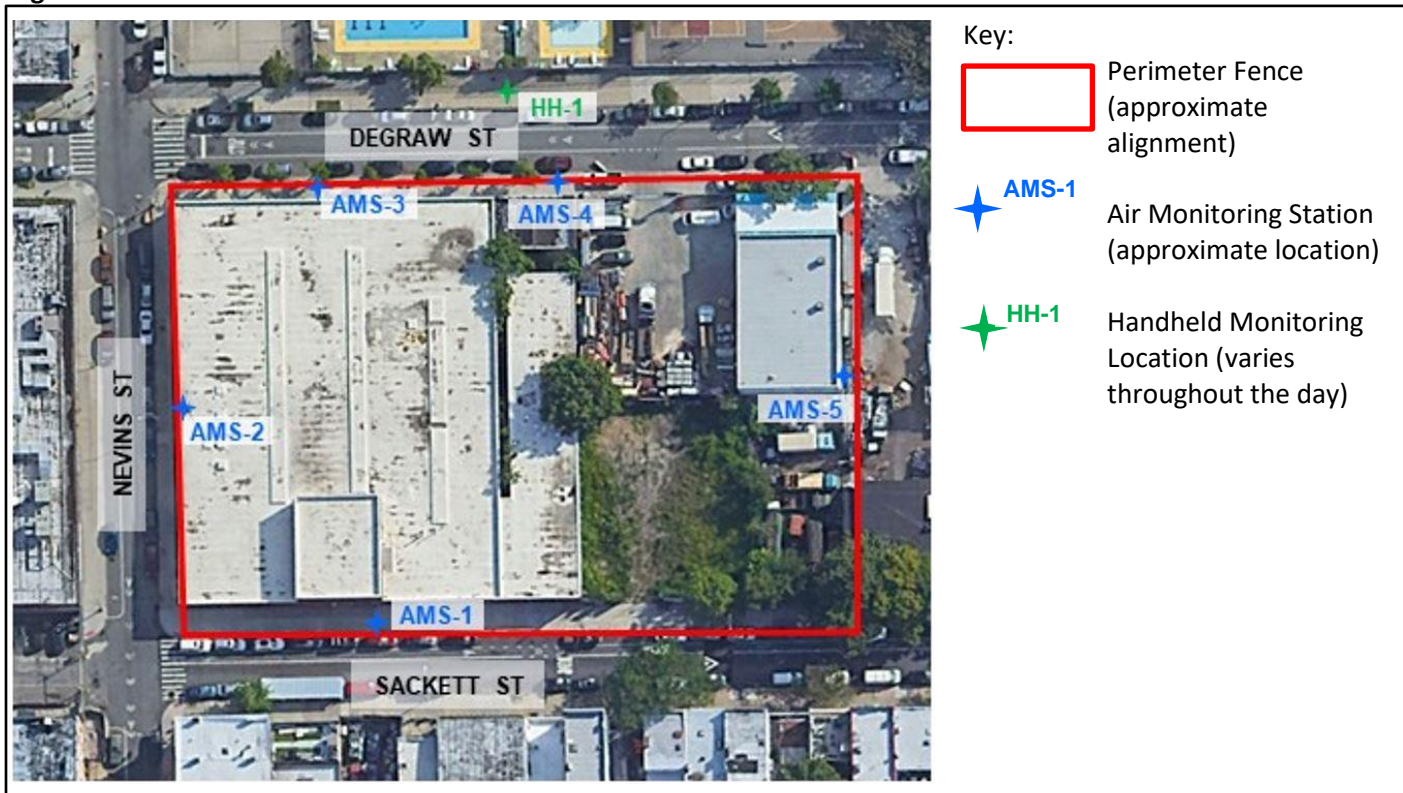 Key:
Perimeter Fence
(approximate
alignment)
AMS-1
Air Monitoring Station
(approximate location)
HH-1
Handheld Monitoring
Location (varies
throughout the day)
HH-1
DEGRAW ST
AMS-3
AMS-4
AMS-5
AMS-2
NEVINS ST
AMS-1
SACKETT ST